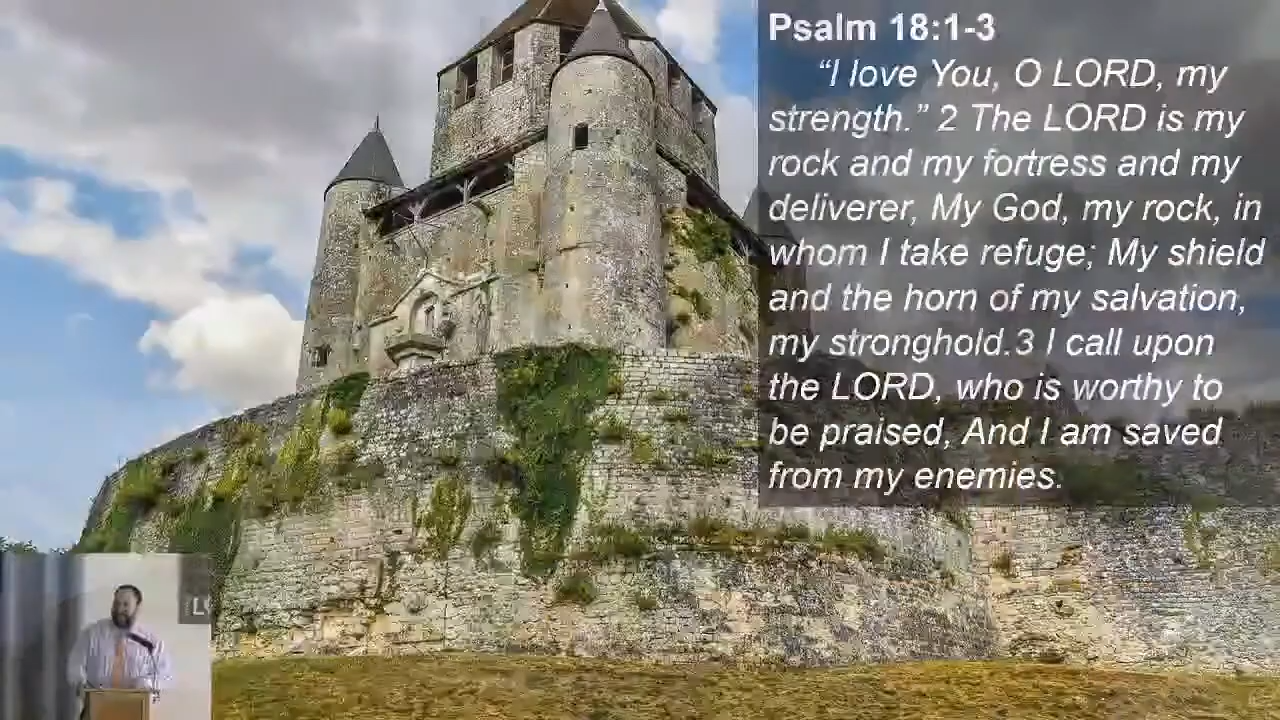 Psalm 18:1-3
“I love You, O LORD, my
strength.” 2 The LORD is my
rock and my fortress and my
deliverer, My God, my rock, in
whom I take refuge; My shield
and the horn of my salvation,
my stronghold.3 I call upon
the LORD, who is worthy to
be praised, And I am saved
from my enemies.